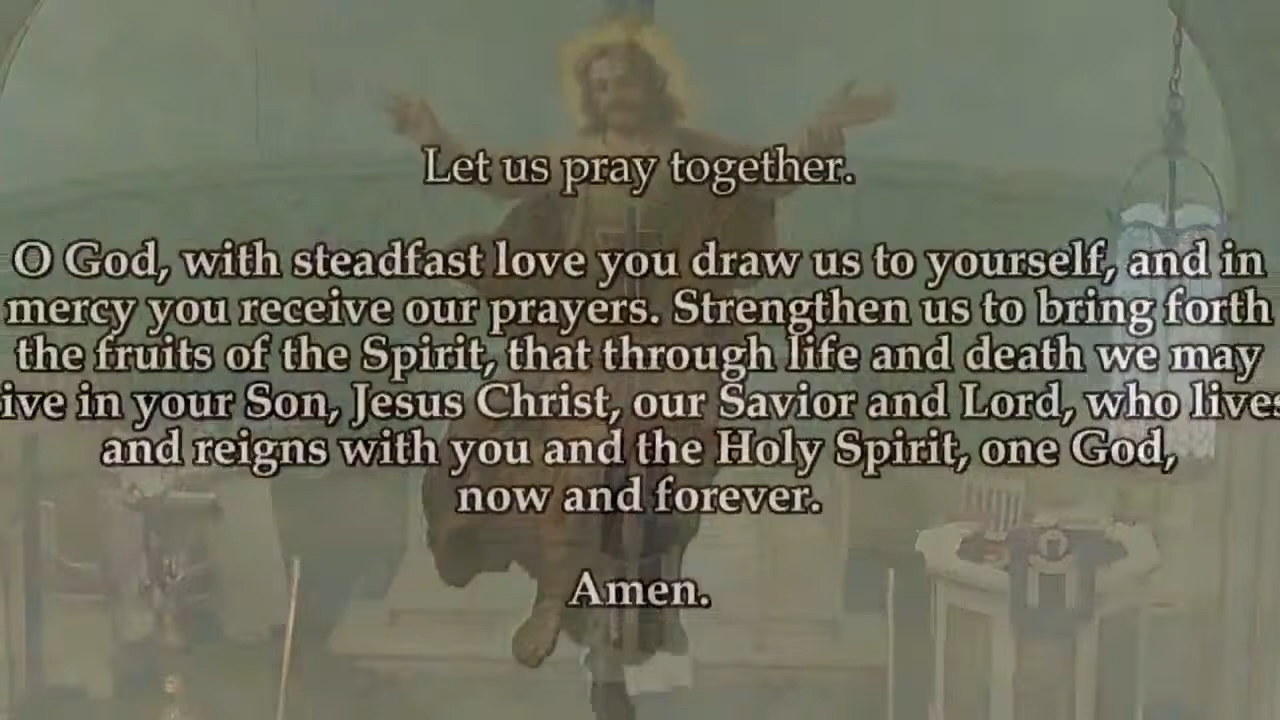 Let us pray together.
O God, with steadfast love you draw us to yourself, and in
mercy you receive our prayers. Strengthen us to bring forth
the fruits of the Spirit, that through life and death we may
ive in your Son, Jesus Christ, our Savior and Lord, who lives
and reigns with you and the Holy Spirit, one God,
now and forever.
Amen.